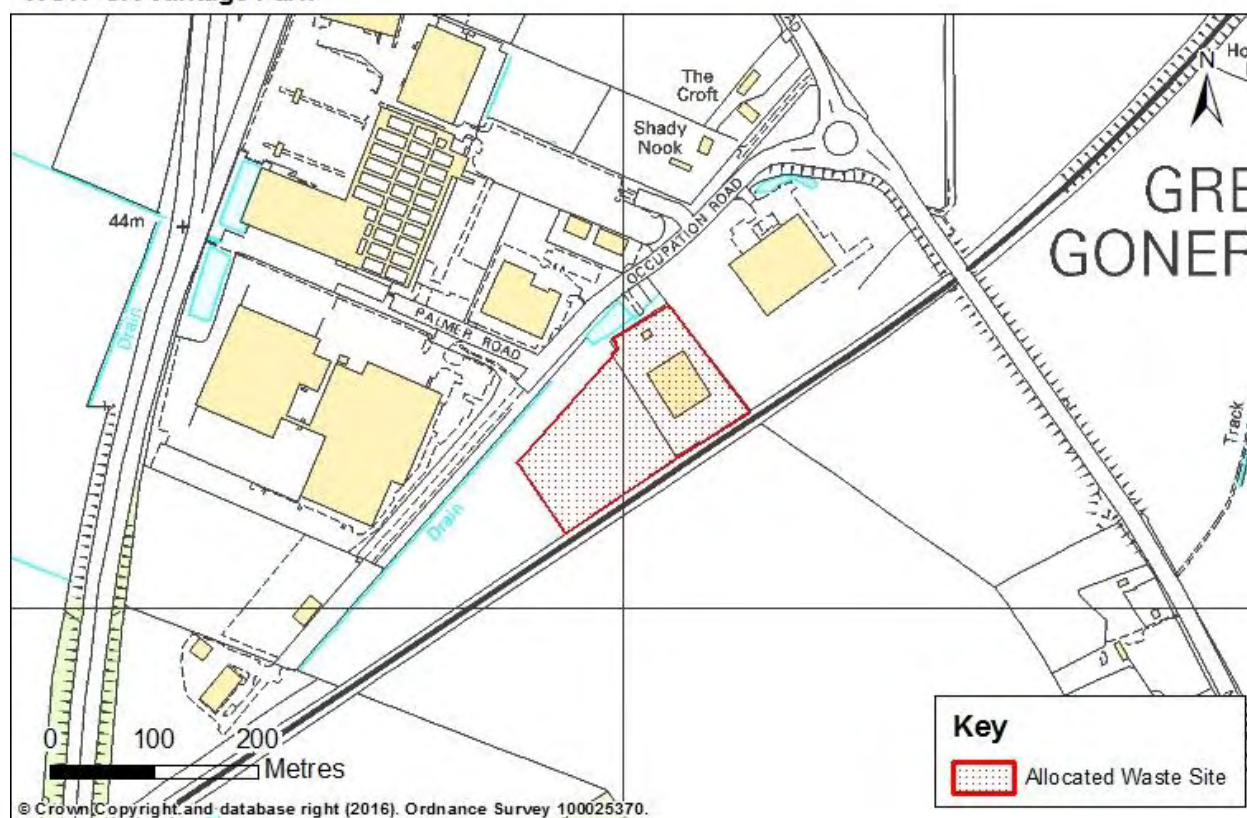 The
Croft
Shady
Nook
N
44m
GRE
GONER
OCCUPATION ROAD
PALMER ROAD
Drain
Drain
Track
0 100 200
Metres
Key
Allocated Waste Site
© Crown Copyright and database right (2016). Ordnance Survey 100025370.